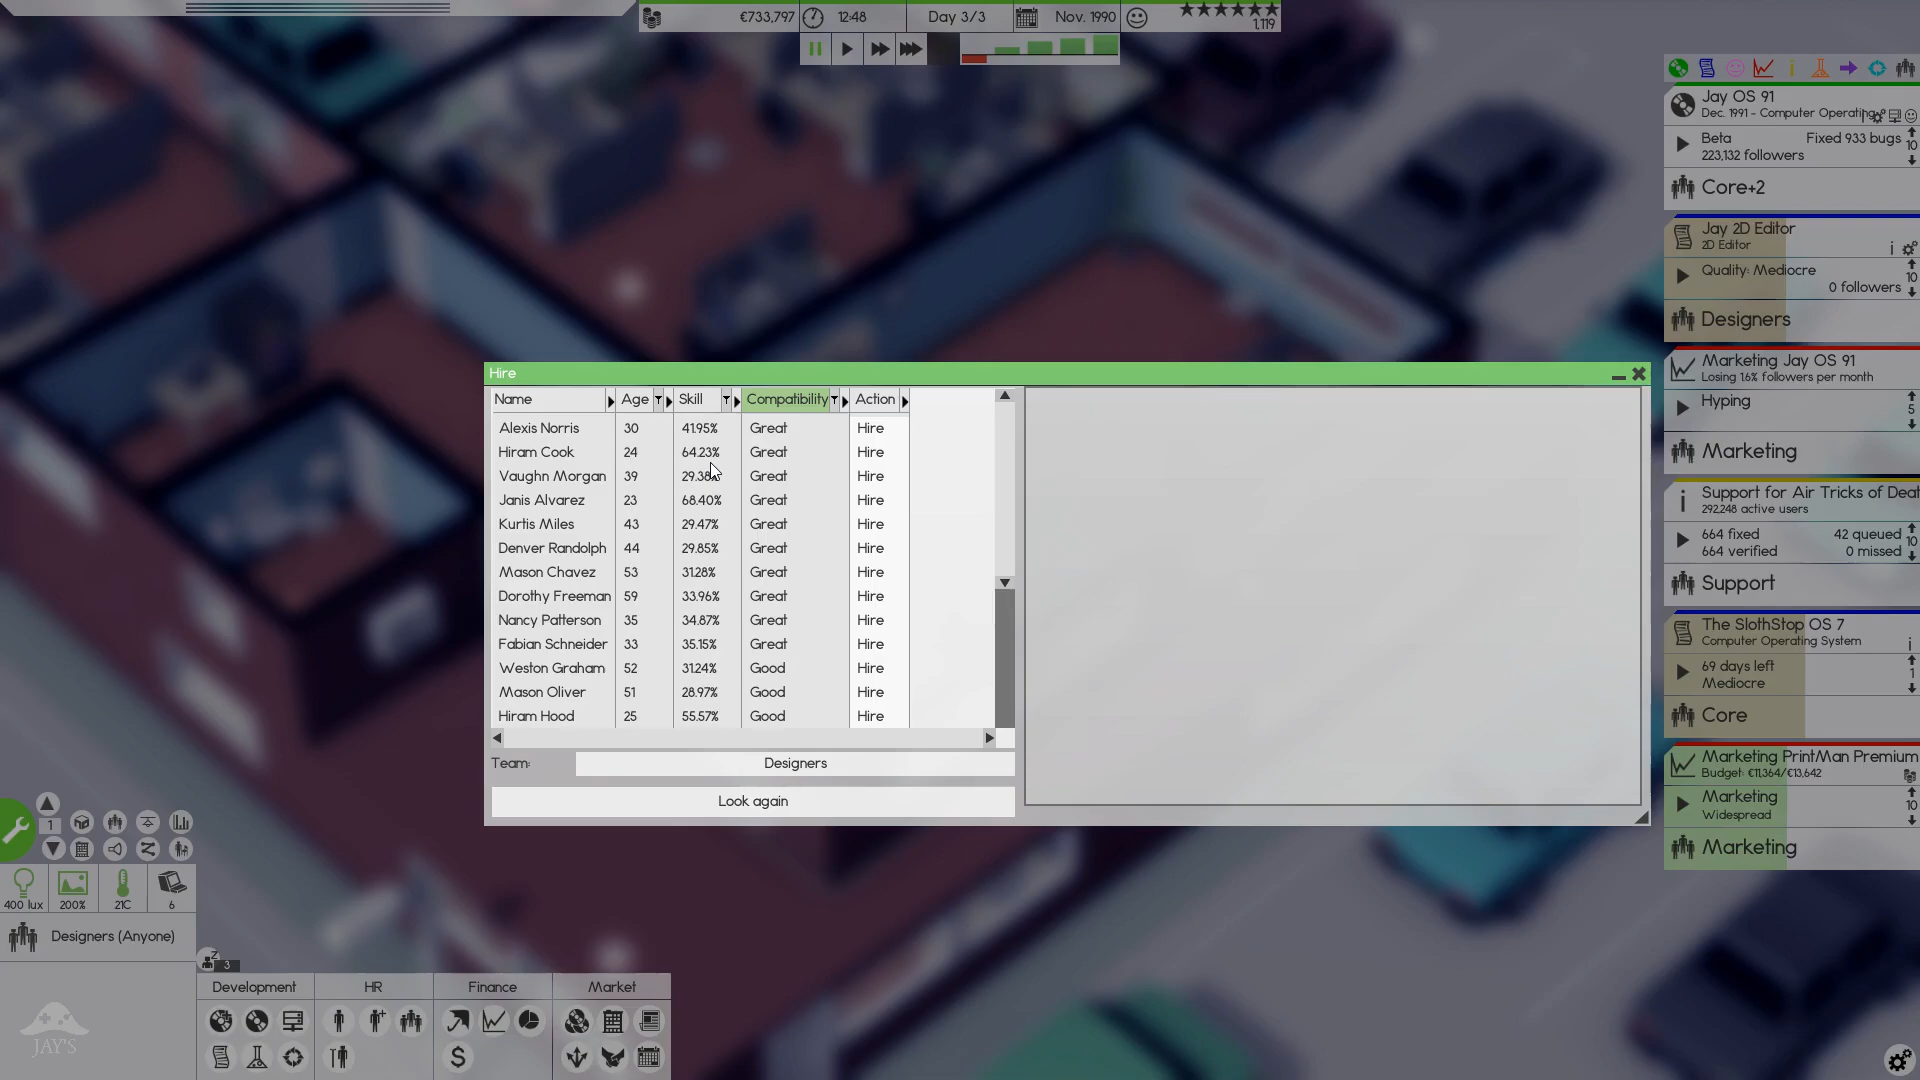 €733,797
12:48
Day 3/3
Nov. 1990
1,119
Hire
Name Age Skill Compatibility Action
Alexis Norris 30 41.95% Great Hire
Hiram Cook 24 64.23% Great Hire
Vaughn Morgan 39 Great Hire
Janis Alvarez 23 68.40% Great Hire
Kurtis Miles 43 29.47% Great Hire
Denver Randolph 44 29.85% Great Hire
Mason Chavez 53 31.28% Great Hire
Dorothy Freeman 59 33.96% Great Hire
Nancy Patterson 35 34.87% Great Hire
Fabian Schneider 33 35.15% Great Hire
Weston Graham 52 31.24% Good Hire
Mason Oliver 51 28.97% Good Hire
Hiram Hood 25 55.57% Good Hire
Team: Designers
Look again
Jay OS 91
Dec. 1991 - Computer Operating
Beta Fixed 933 bugs
223,132 followers
10
Core+2
Jay 2D Editor
2D Editor
Quality: Mediocre
10
0 followers
Designers
Marketing Jay OS 91
Losing 1.6% followers per month
Hyping
5
Marketing
Support for Air Tricks of Deat
292,248 active users
664 fixed 42 queued
10
664 verified 0 missed
Support
The SlothStop OS 7
Computer Operating System
69 days left
1
Mediocre
Core
Marketing PrintMan Premium
Budget: €11,364/€13,642
Marketing
10
Widespread
Marketing
1
400 lux 200% 21C 6
Designers (Anyone)
3
Development HR Finance Market
JAY'S